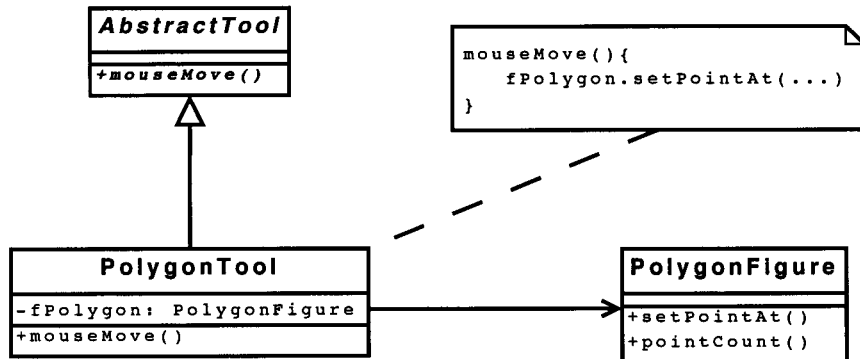 AbstractTool
+mouseMove()
mouseMove(){
fPolygon.setPointAt(...)
}
PolygonTool
-fPolygon: PolygonFigure
+mouseMove()
PolygonFigure
+setPointAt()
+pointCount()